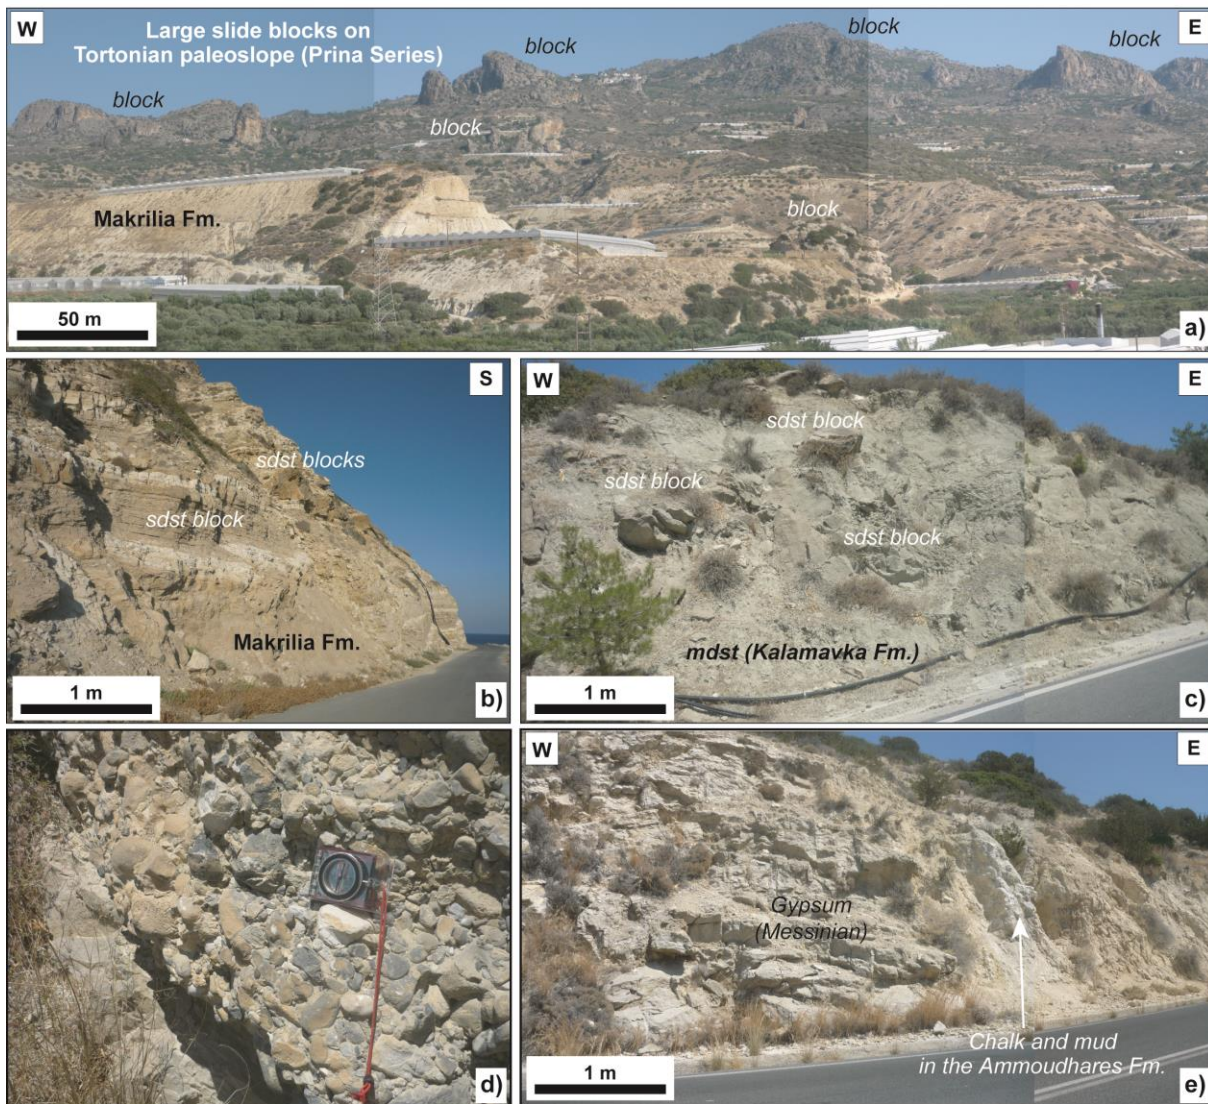 W
Large slide blocks on
Tortonian paleoslope (Prina Series)
block
block
E
block
block
block
Makrilia Fm.
block
50 m
a)
S
sdst blocks
sdst block
Makrilia Fm.
1 m
b)
W
E
sdst block
sdst block
sdst block
mdst (Kalamavka Fm.)
1 m
c)
d)
W
E
Gypsum
(Messinian)
Chalk and mud
in the Ammoudhares Fm.
1 m
e)